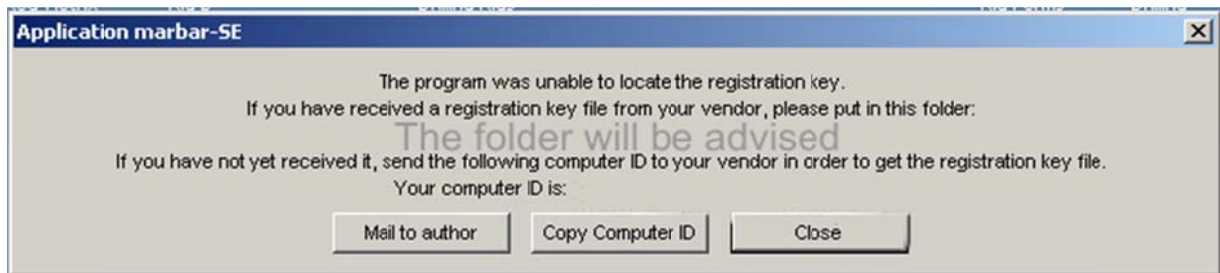 Application marbar-SE
The program was unable to locate the registration key.
If you have received a registration key file from your vendor, please put in this folder:
The folder will be advised
If you have not yet received it, send the following computer ID to your vendor in order to get the registration key file.
Your computer ID is:
Mail to author Copy Computer ID Close